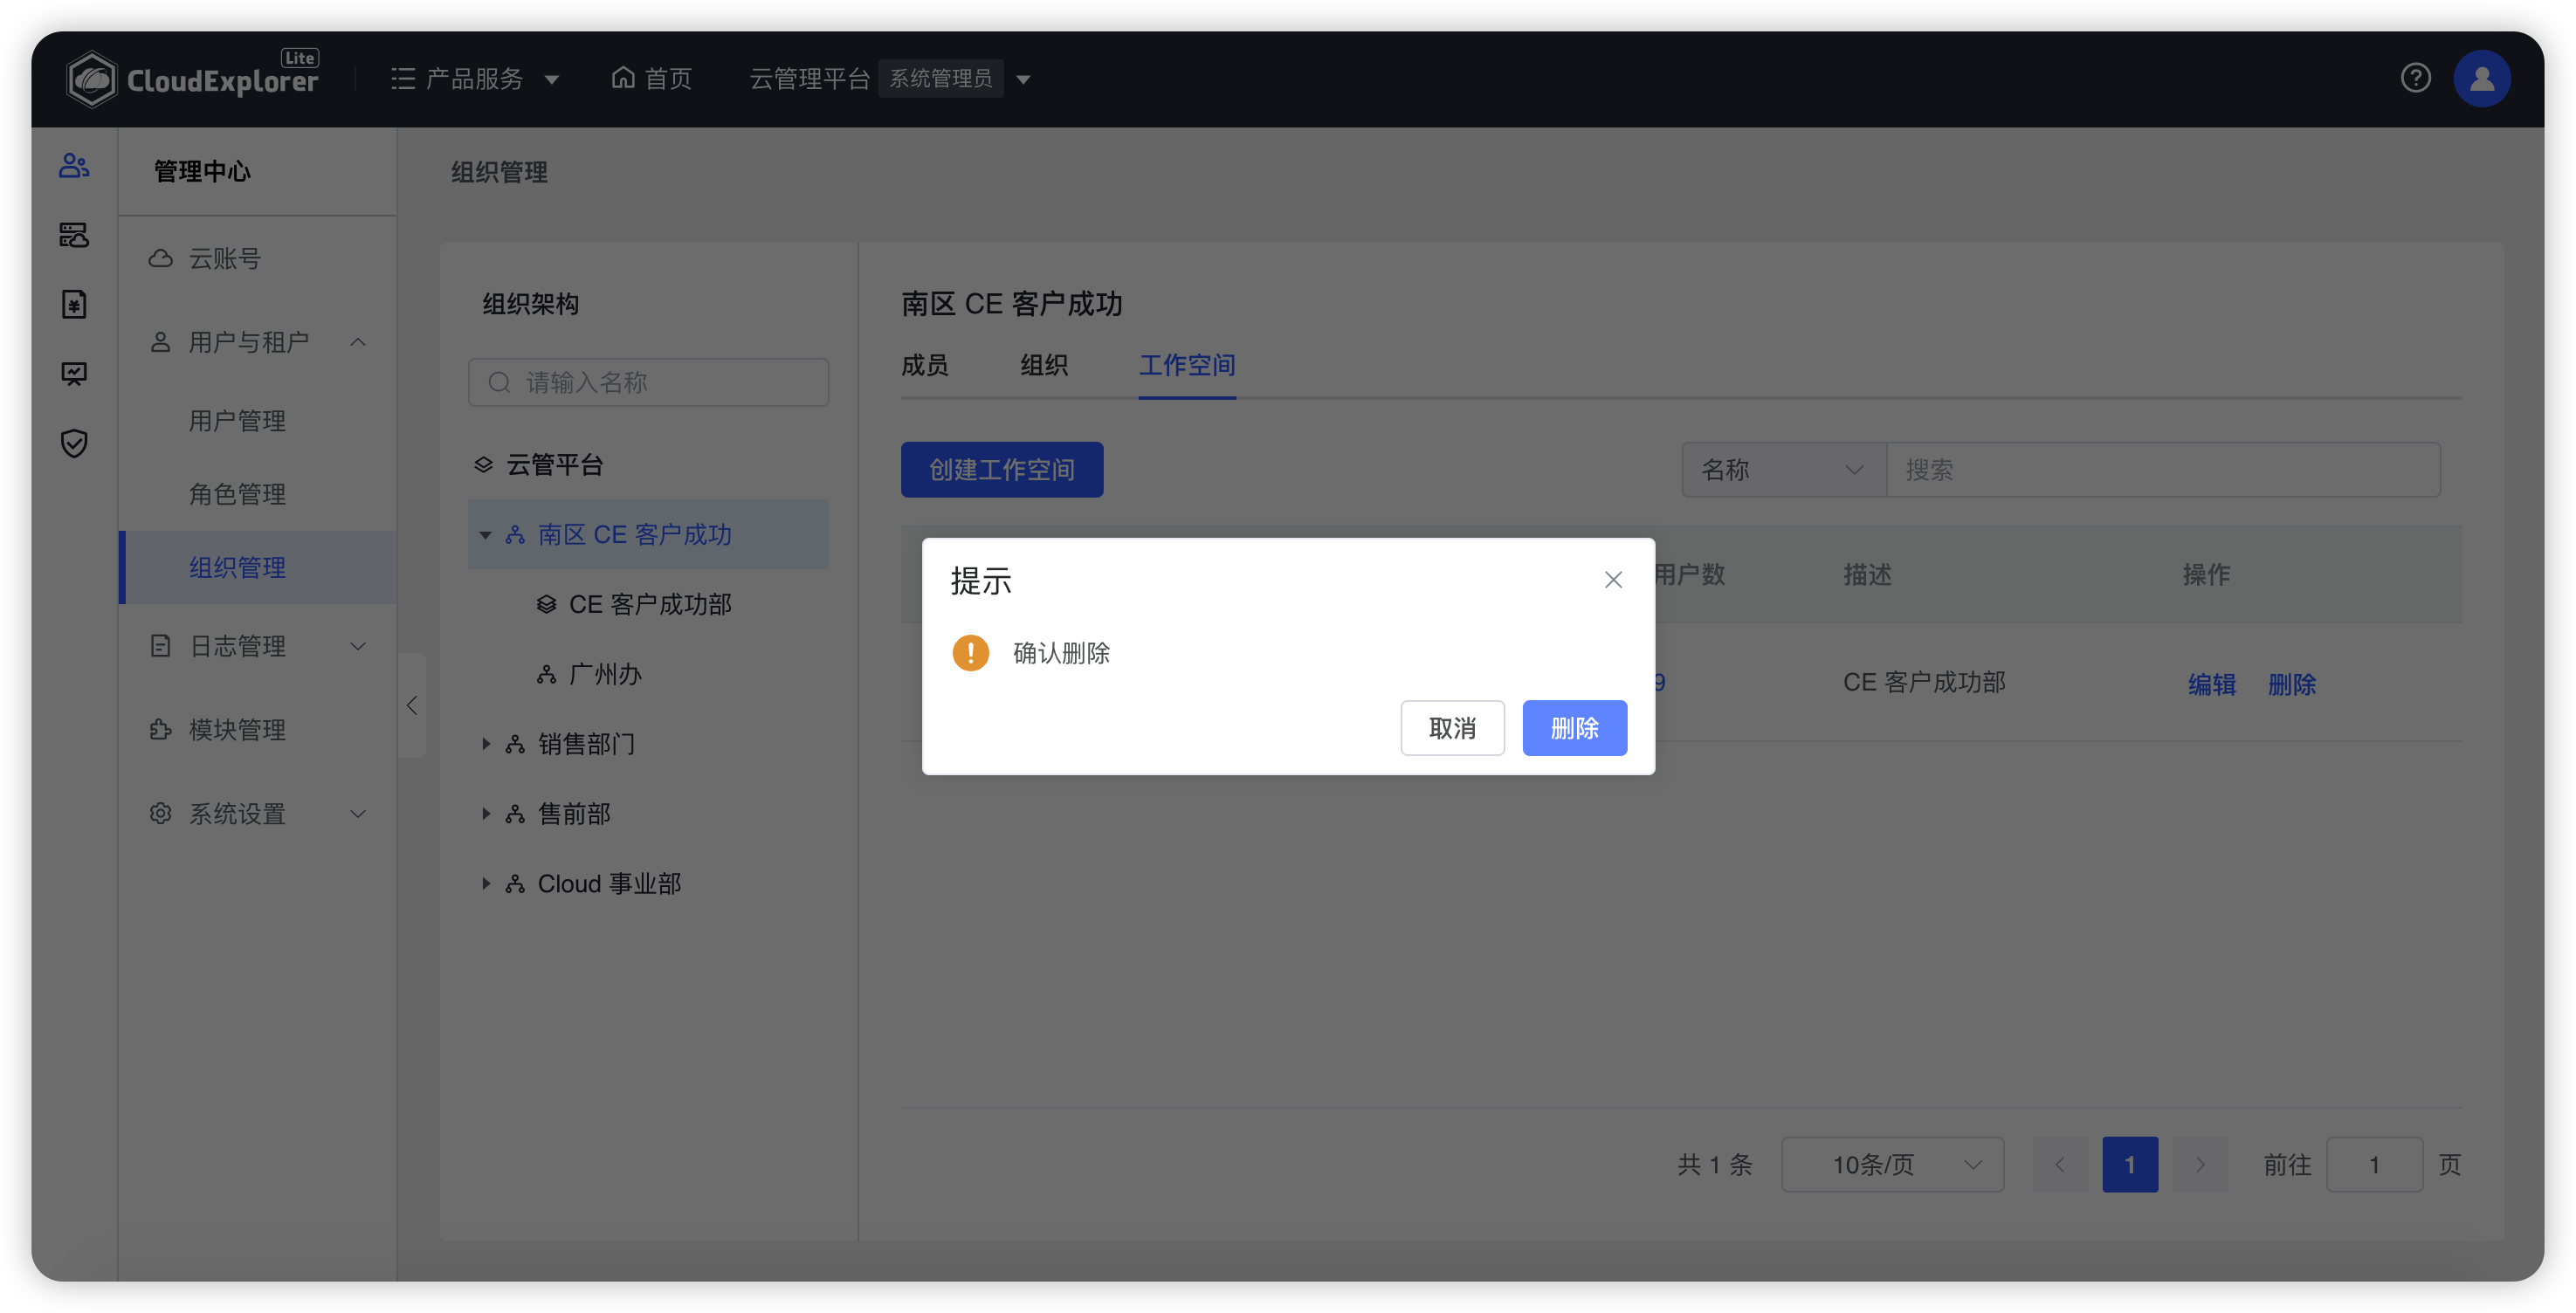 CloudExplorer Lite 产品服务 首页 云管理平台 系统管理员
管理中心
云账号
用户与租户
用户管理
角色管理
组织管理
日志管理
模块管理
系统设置
组织管理
组织架构
请输入名称
云管平台
南区 CE 客户成功
CE 客户成功部
广州办
销售部门
售前部
Cloud 事业部
南区 CE 客户成功
成员 组织 工作空间
创建工作空间 名称 搜索
用户数 描述 操作
9 CE 客户成功部 编辑 删除
提示
确认删除
取消 删除
共 1 条 10条/页 1 前往 1 页